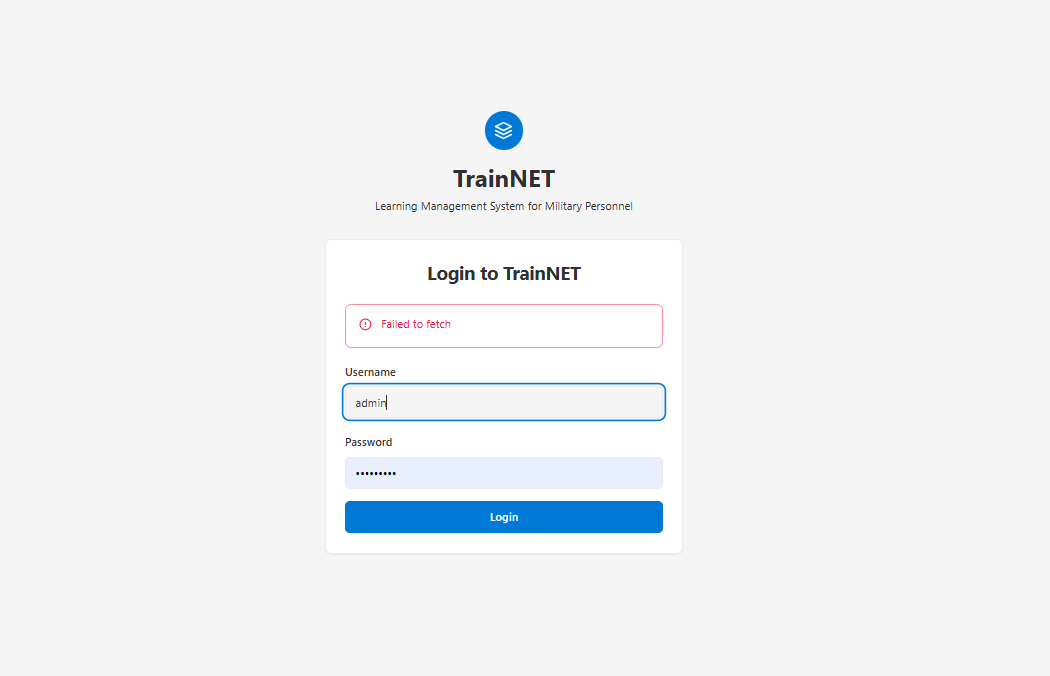 TrainNET
Learning Management System for Military Personnel
Login to TrainNET
Failed to fetch
Username
admin
Password
•••••••••
Login